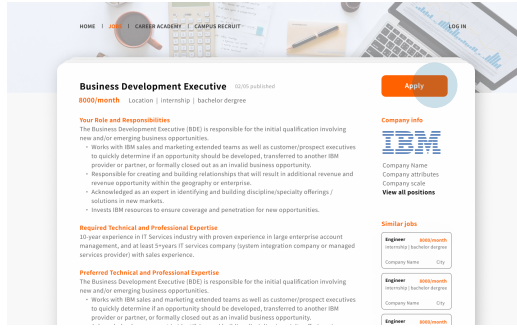 HOME | JOBS | CAREER ACADEMY | CAMPUS RECRUIT LOG IN
Business Development Executive 02/05 published
Apply
8000/month Location | internship | bachelor dergree
Your Role and Responsibilities
The Business Development Executive (BDE) is responsible for the initial qualification involving
new and/or emerging business opportunities.
• Works with IBM sales and marketing extended teams as well as customer/prospect executives
to quickly determine if an opportunity should be developed, transferred to another IBM
provider or partner, or formally closed out as an invalid business opportunity.
• Responsible for creating and building relationships that will result in additional revenue and
revenue opportunity within the geography or enterprise.
• Acknowledged as an expert in identifying and building discipline/specialty offerings /
solutions in new markets.
• Invests IBM resources to ensure coverage and penetration for new opportunities.
Required Technical and Professional Expertise
10-year experience in IT Services industry with proven experience in large enterprise account
management, and at least 5+years IT services company (system integration company or managed
services provider) with sales experience.
Preferred Technical and Professional Expertise
The Business Development Executive (BDE) is responsible for the initial qualification involving
new and/or emerging business opportunities.
• Works with IBM sales and marketing extended teams as well as customer/prospect executives
to quickly determine if an opportunity should be developed, transferred to another IBM
provider or partner, or formally closed out as an invalid business opportunity.
Company info
IBM
Company Name
Company attributes
Company scale
View all positions
Similar jobs
Engineer 8000/month
internship | bachelor dergree
Company Name City
Engineer 8000/month
internship | bachelor dergree
Company Name City
Engineer 8000/month